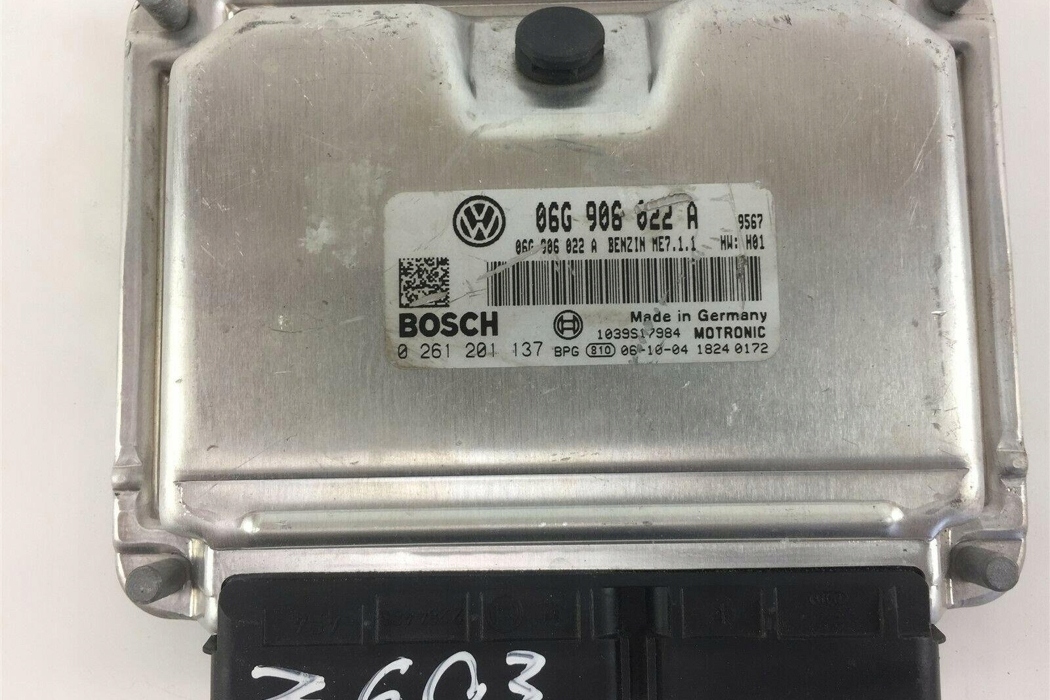 06G 906 022 A 9567
06G 906 022 A BENZIN ME7.1.1 HW: H01
BOSCH
Made in Germany
1039S17984 MOTRONIC
0 261 201 137 BPG 810 06-10-04 1824 0172